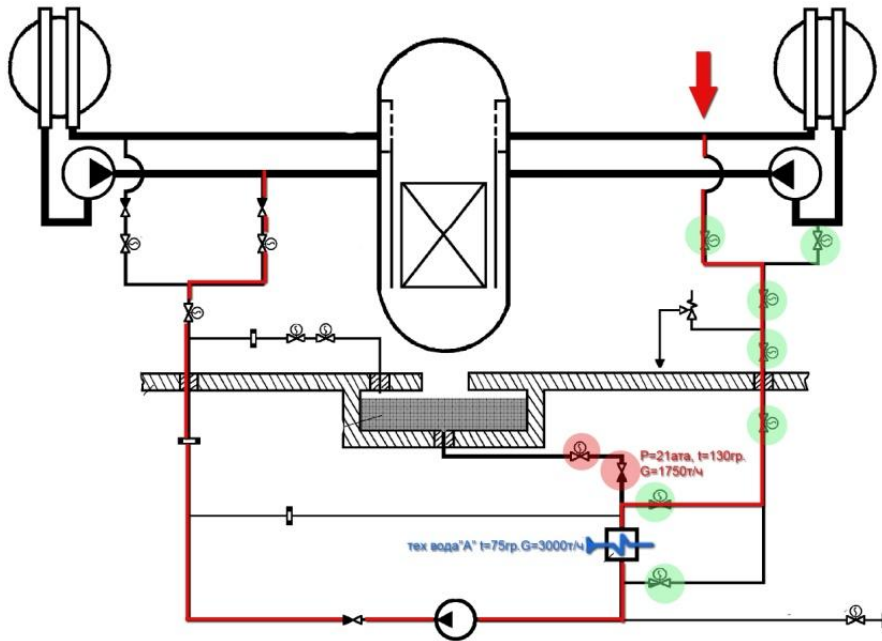 P=21ата, t=130гр.
G=1750т/ч
тех вода"А" t=75гр.G=3000т/ч